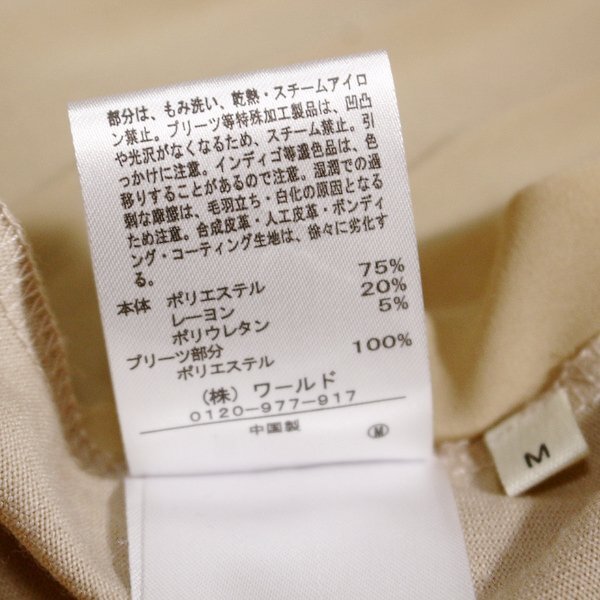 部分は、もみ洗い、乾熱・スチームアイロ
ン禁止。プリーツ等特殊加工製品は、凹凸
や光沢がなくなるため、スチーム禁止。引
っかけに注意。インディゴ等濃色品は、色
移りすることがあるので注意。湿潤での過
剰な摩擦は、毛羽立ち・白化の原因となる
ため注意。合成皮革・人工皮革・ボンディ
ング・コーティング生地は、徐々に劣化す
る。
本体 ポリエステル 75%
レーヨン 20%
ポリウレタン 5%
プリーツ部分
ポリエステル 100%
(株) ワールド
0120-977-917
中国製 M
M